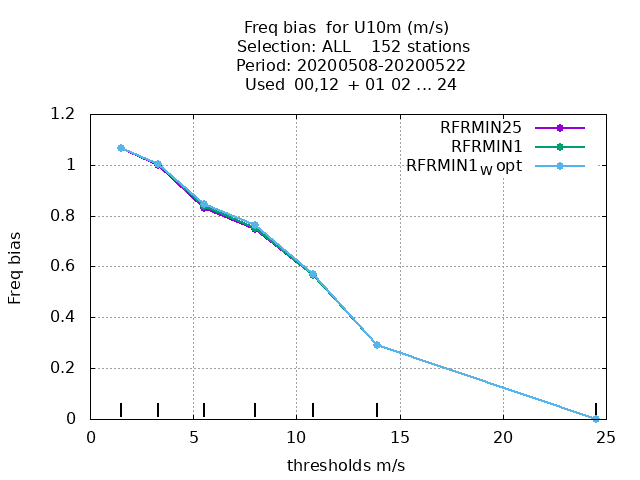 Freq bias  for U10m (m/s)
Selection: ALL    152 stations
Period: 20200508-20200522
Used  00,12  + 01 02 ... 24
RFRMIN25
RFRMIN1
RFRMIN1w opt
1.2
1
0.8
0.6
0.4
0.2
0
Freq bias
0 5 10 15 20 25
thresholds m/s